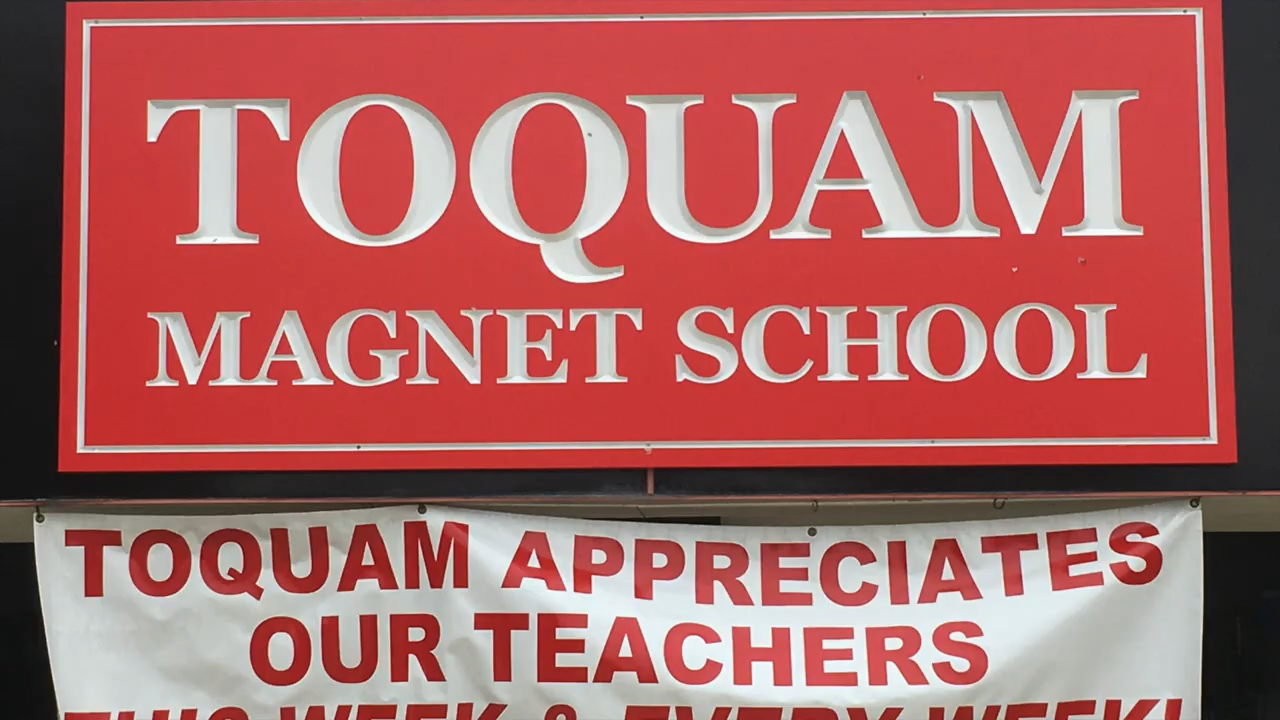 TOQUAM
MAGNET SCHOOL
TOQUAM APPRECIATES
OUR TEACHERS
THIS WEEK & EVERY WEEK!